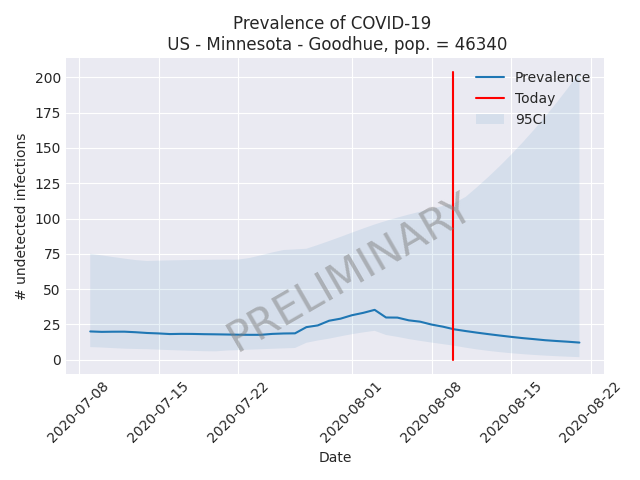 Prevalence of COVID-19
US - Minnesota - Goodhue, pop. = 46340
200
175
150
125
100
75
50
25
0
# undetected infections
Prevalence
Today
95CI
PRELIMINARY
2020-07-08
2020-07-15
2020-07-22
2020-08-01
2020-08-08
2020-08-15
2020-08-22
Date